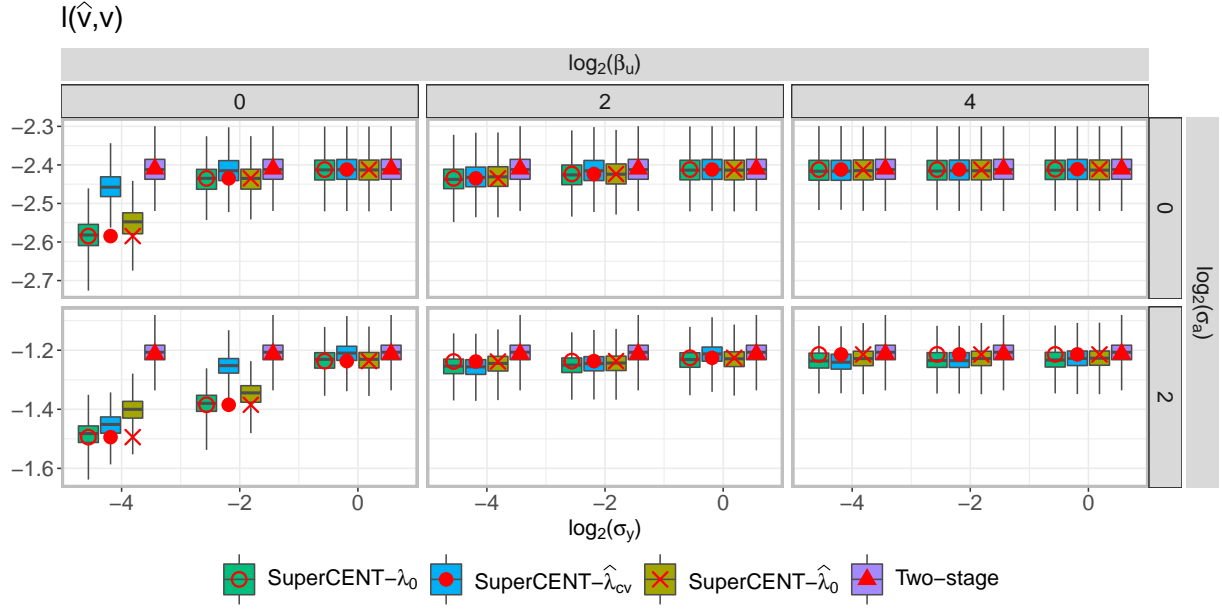 l(v̂,v)
log₂(βᵤ)
0 2 4
−2.3
−2.4
−2.5
−2.6
−2.7
0
−1.2
−1.4
−1.6
2
log₂(σₐ)
−4 −2 0 −4 −2 0 −4 −2 0
log₂(σᵧ)
SuperCENT−λ₀ SuperCENT−λ̂cv SuperCENT−λ̂₀ Two−stage